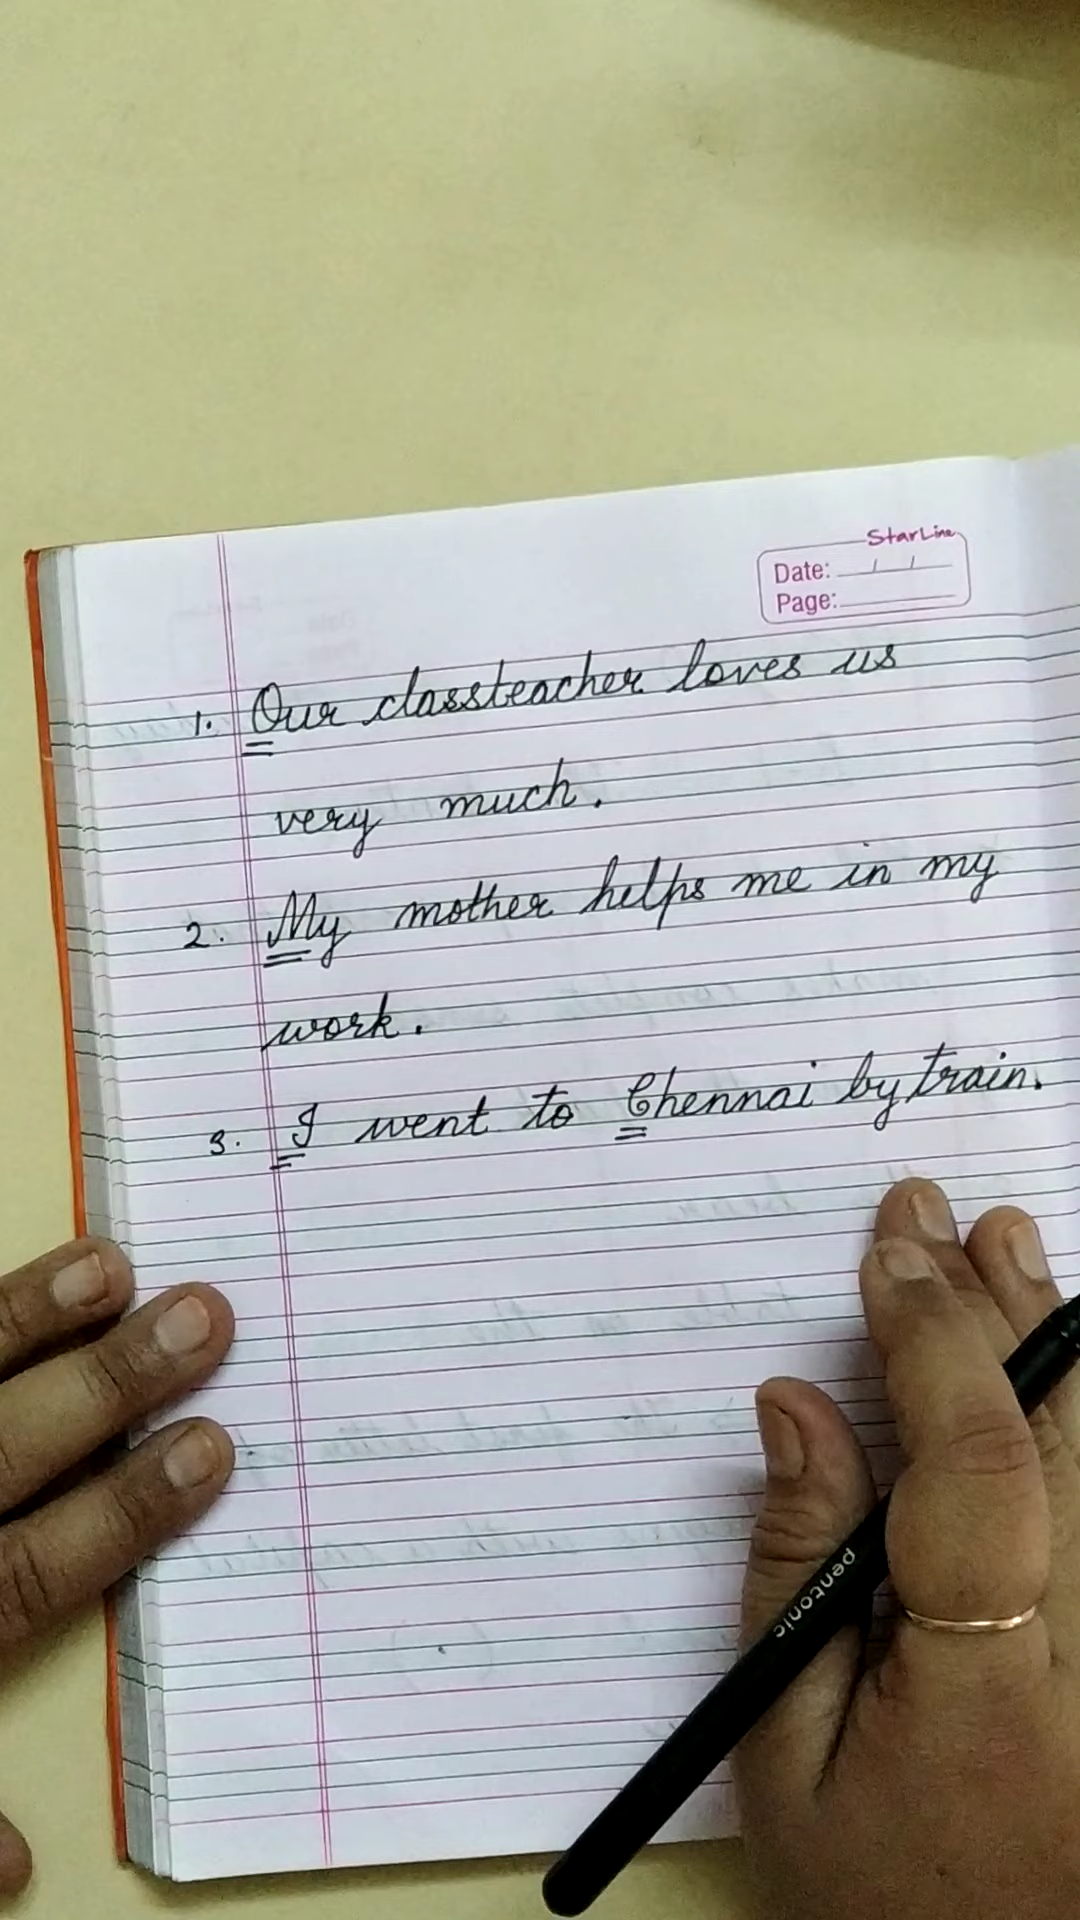 StarLine
Date:
Page:
1. Our classteacher loves us
very much.
2. My mother helps me in my
work.
3. I went to Chennai by train.
pentonic